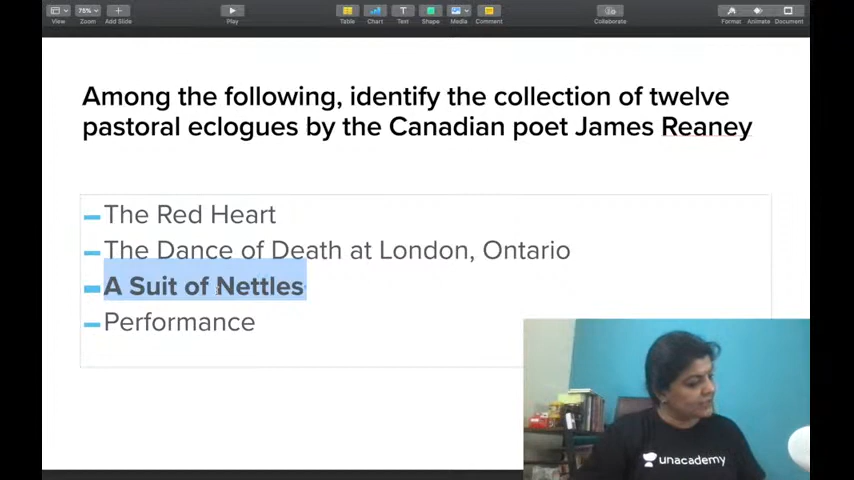 View
75%
Zoom
Add Slide
Play
Table
Chart
Text
Shape
Media
Comment
Collaborate
Format
Animate
Document
Among the following, identify the collection of twelve
pastoral eclogues by the Canadian poet James Reaney
The Red Heart
The Dance of Death at London, Ontario
A Suit of Nettles
Performance
unacademy